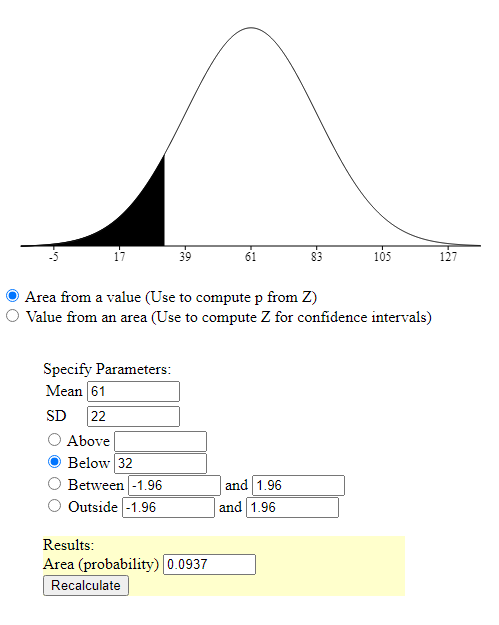 -5 17 39 61 83 105 127
Area from a value (Use to compute p from Z)
Value from an area (Use to compute Z for confidence intervals)
Specify Parameters:
Mean 61
SD 22
Above
Below 32
Between -1.96 and 1.96
Outside -1.96 and 1.96
Results:
Area (probability) 0.0937
Recalculate